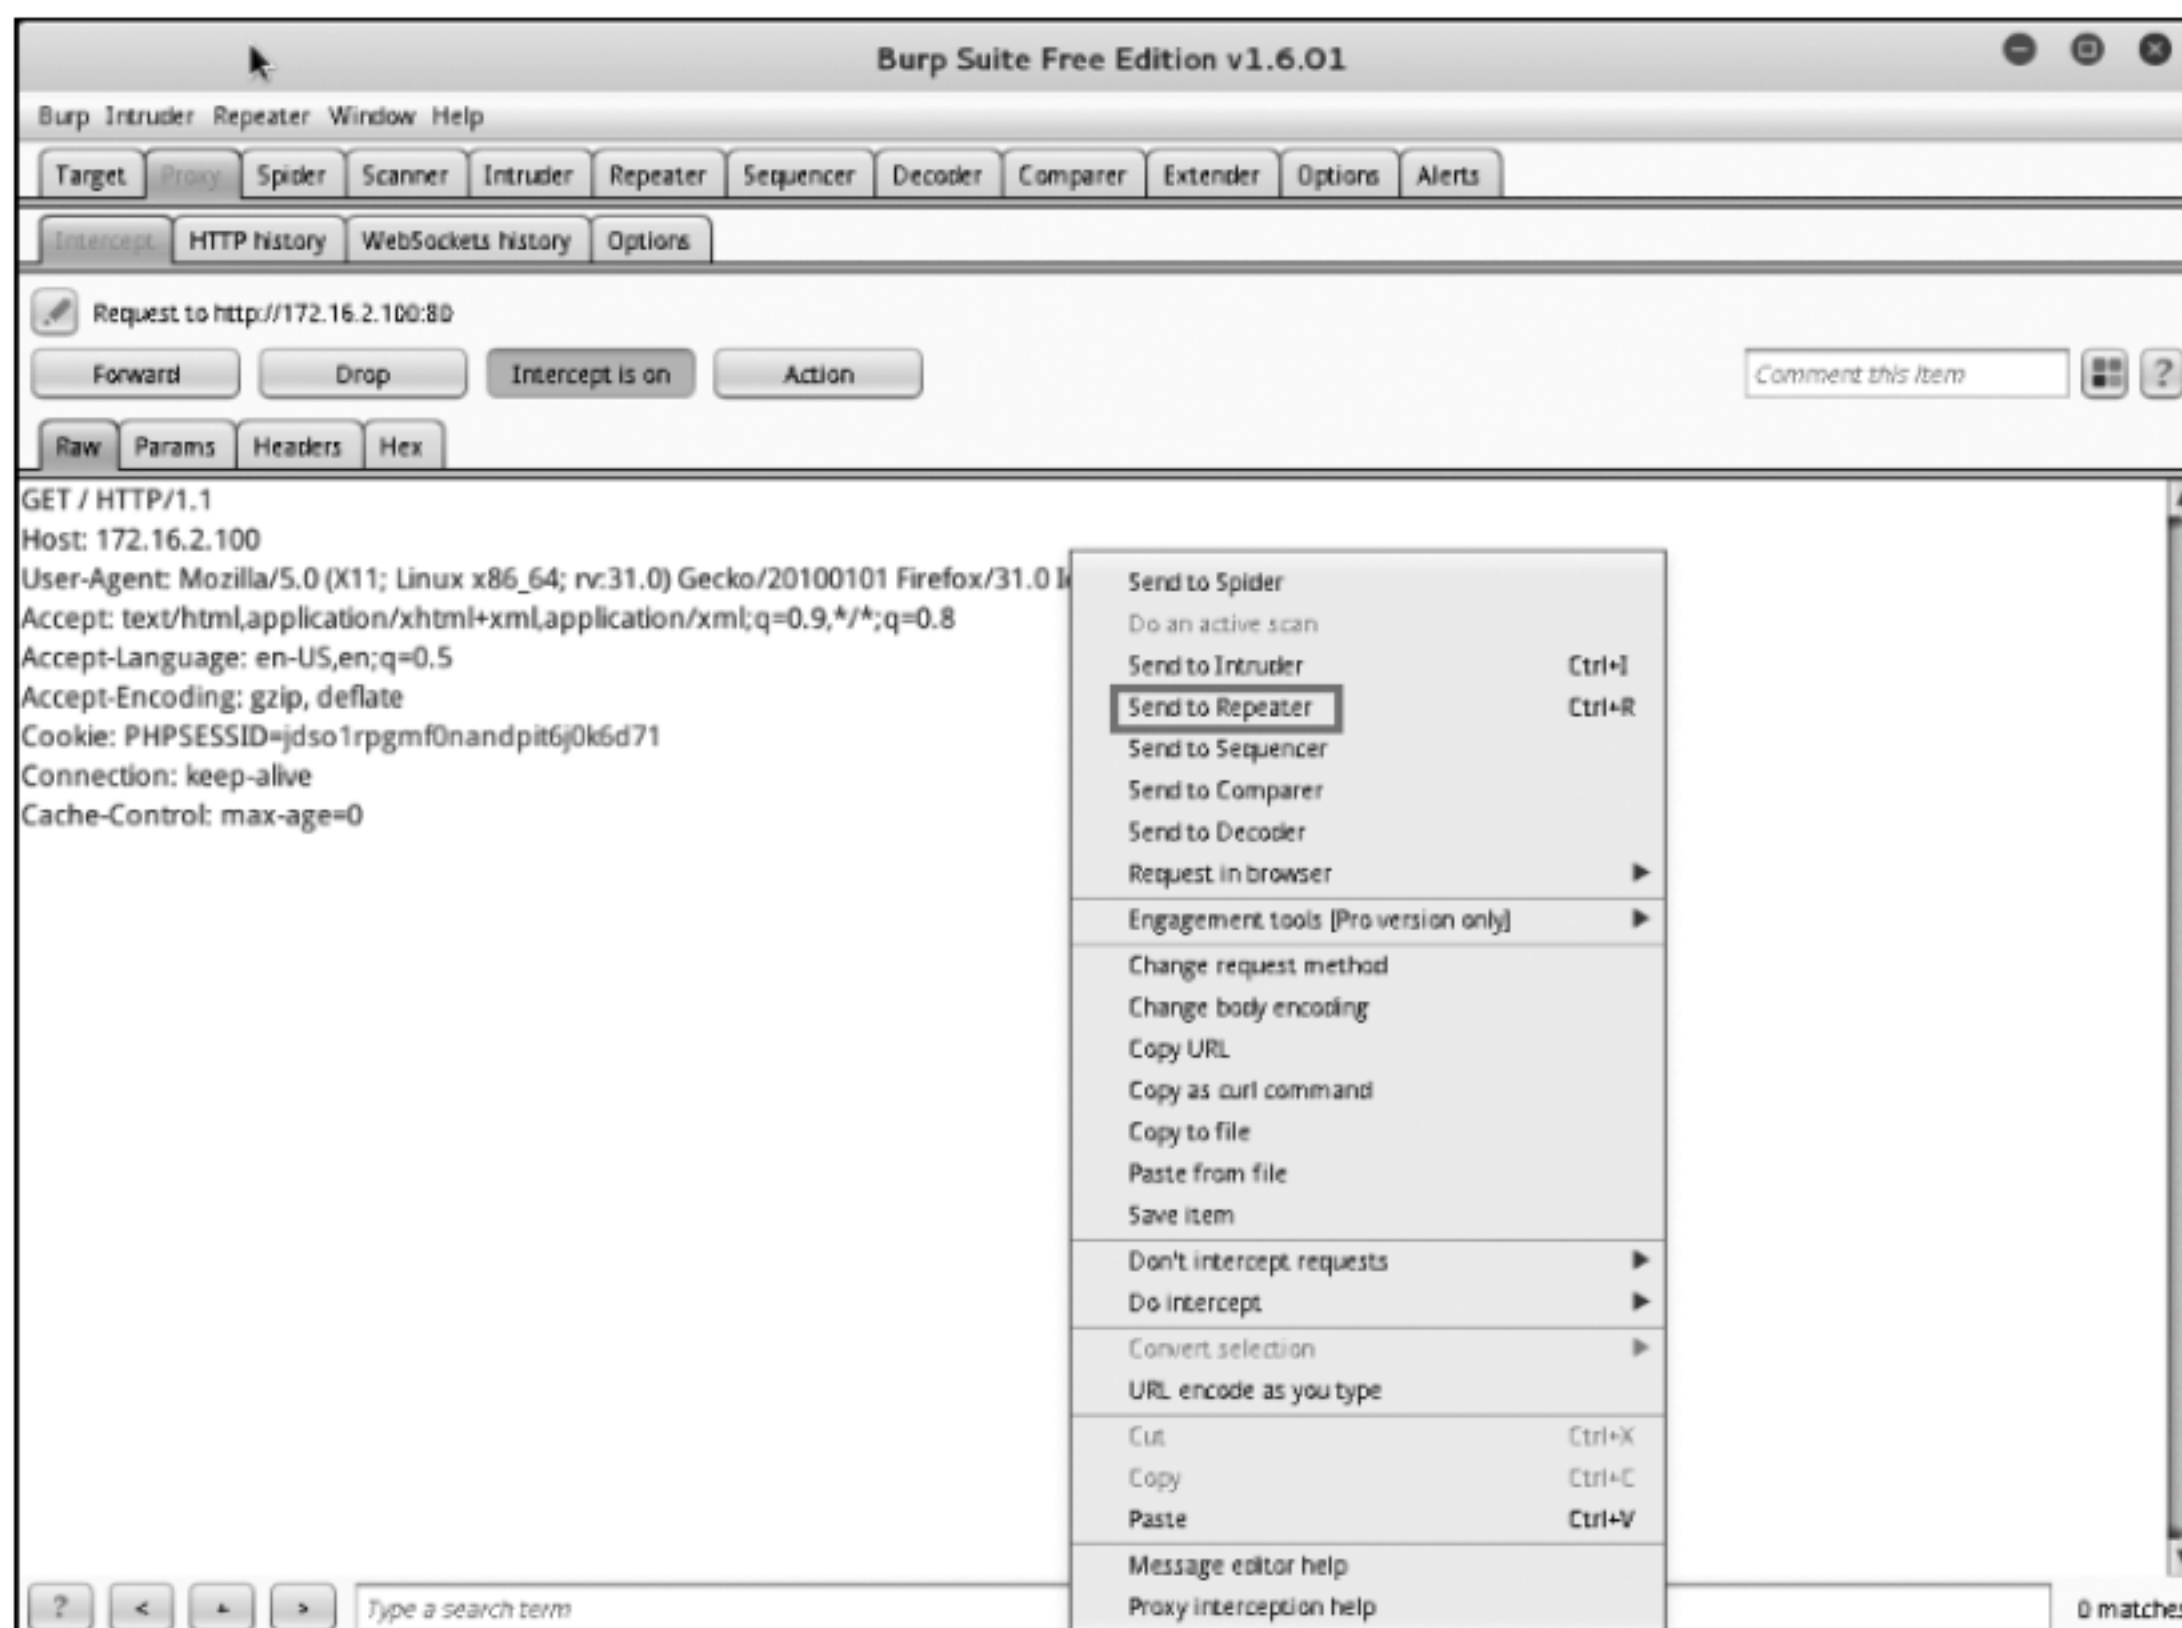 Burp Suite Free Edition v1.6.01
Burp Intruder Repeater Window Help
Target Proxy Spider Scanner Intruder Repeater Sequencer Decoder Comparer Extender Options Alerts
Intercept HTTP history WebSockets history Options
Request to http://172.16.2.100:80
Forward Drop Intercept is on Action Comment this item ?
Raw Params Headers Hex
GET / HTTP/1.1
Host: 172.16.2.100
User-Agent: Mozilla/5.0 (X11; Linux x86_64; rv:31.0) Gecko/20100101 Firefox/31.0
Accept: text/html,application/xhtml+xml,application/xml;q=0.9,*/*;q=0.8
Accept-Language: en-US,en;q=0.5
Accept-Encoding: gzip, deflate
Cookie: PHPSESSID=jdso1rpgmf0nandpit6j0k6d71
Connection: keep-alive
Cache-Control: max-age=0
Send to Spider
Do an active scan
Send to Intruder Ctrl+I
Send to Repeater Ctrl+R
Send to Sequencer
Send to Comparer
Send to Decoder
Request in browser
Engagement tools [Pro version only]
Change request method
Change body encoding
Copy URL
Copy as curl command
Copy to file
Paste from file
Save item
Don't intercept requests
Do intercept
Convert selection
URL encode as you type
Cut Ctrl+X
Copy Ctrl+C
Paste Ctrl+V
Message editor help
Proxy interception help
? < + > Type a search term 0 matches